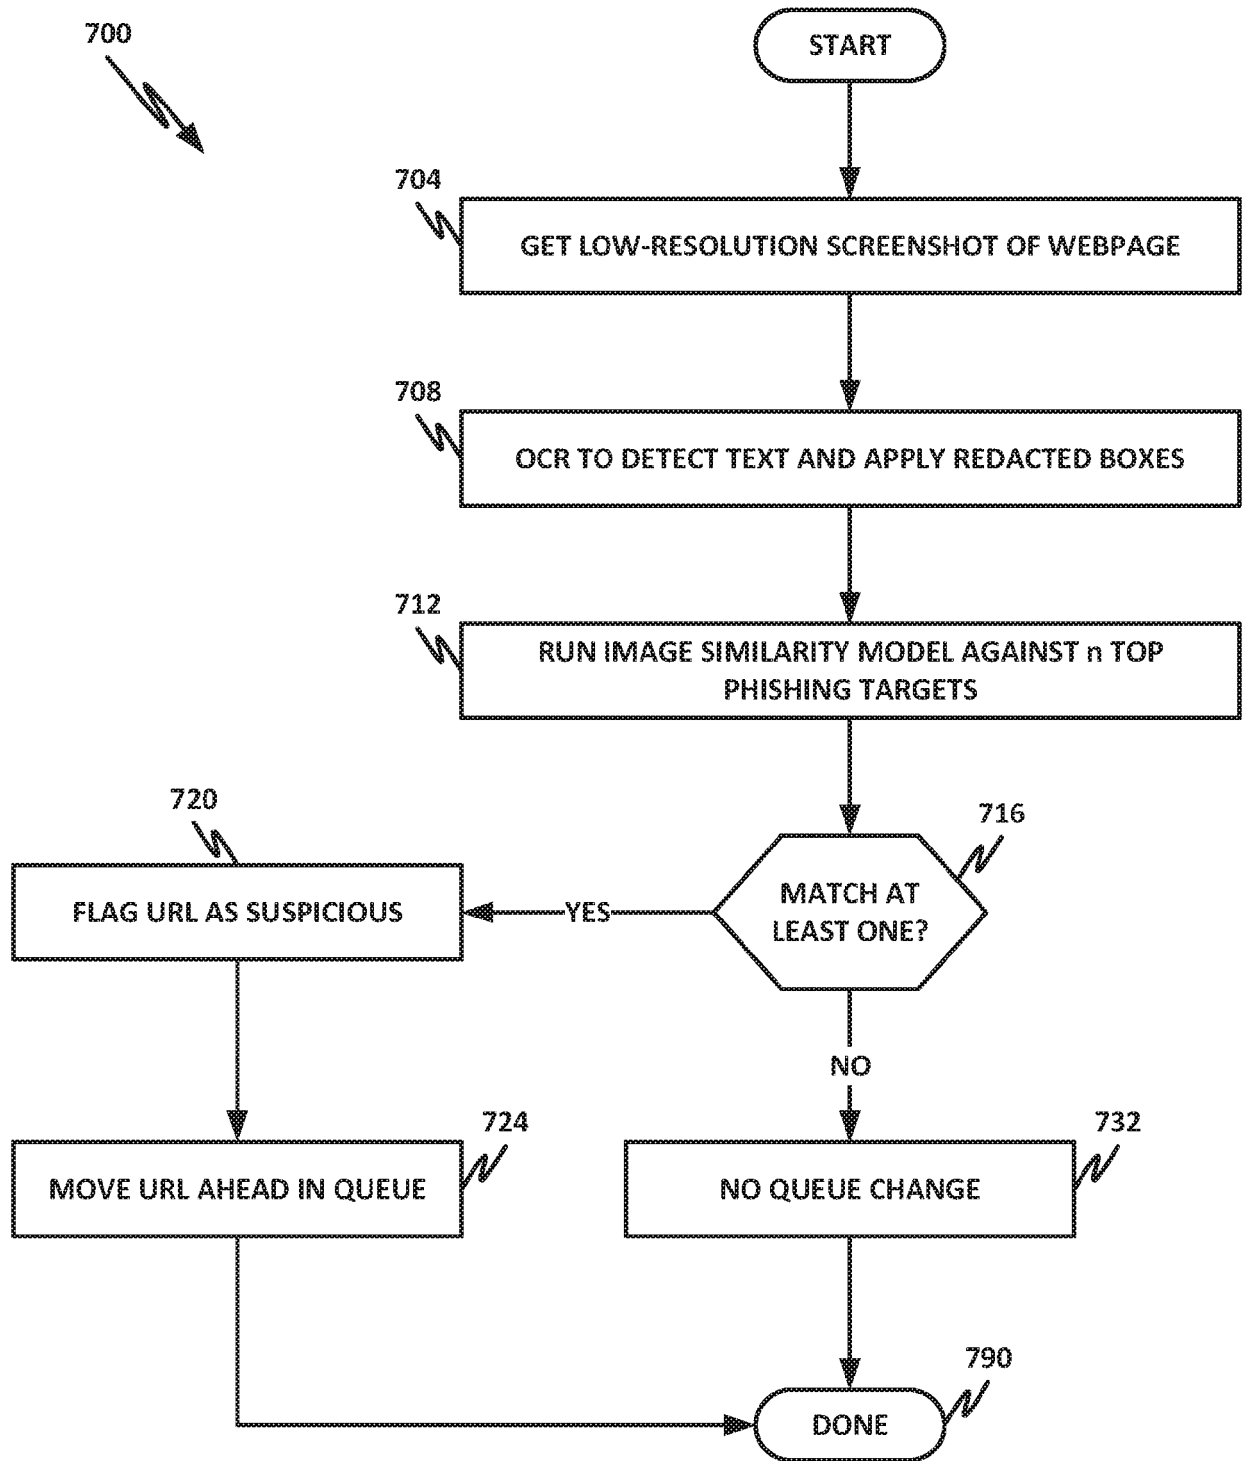 700
START
704
GET LOW-RESOLUTION SCREENSHOT OF WEBPAGE
708
OCR TO DETECT TEXT AND APPLY REDACTED BOXES
712
RUN IMAGE SIMILARITY MODEL AGAINST n TOP
PHISHING TARGETS
720
716
FLAG URL AS SUSPICIOUS
YES
MATCH AT
LEAST ONE?
NO
724
732
MOVE URL AHEAD IN QUEUE
NO QUEUE CHANGE
790
DONE